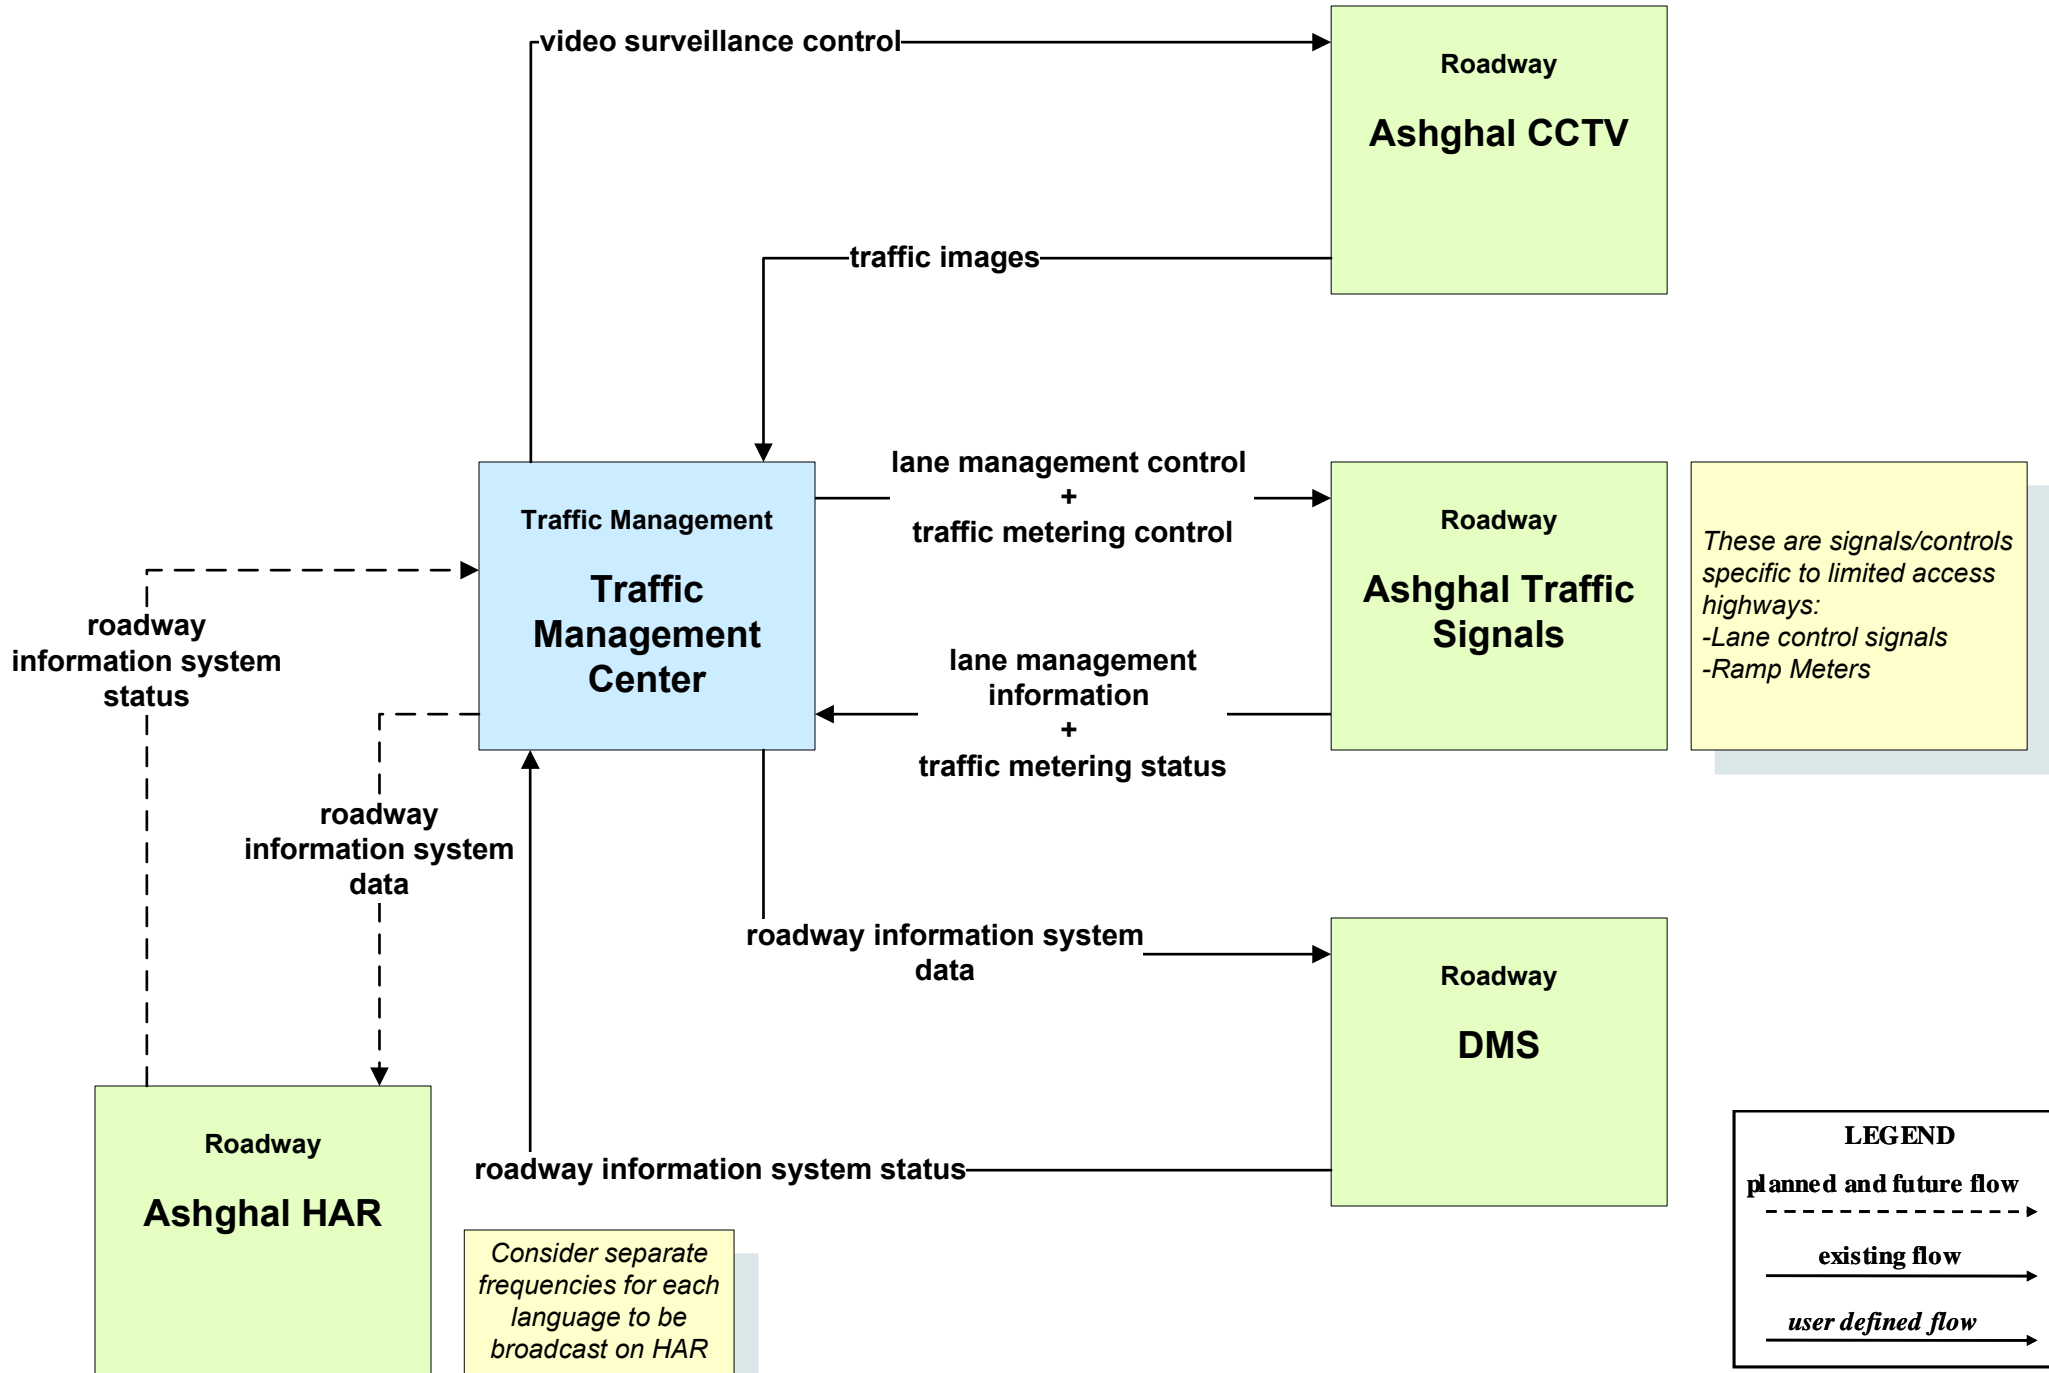 video surveillance control
Roadway
Ashghal CCTV
traffic images
lane management control
+
traffic metering control
Traffic Management
Traffic
Management
Center
Roadway
Ashghal Traffic
Signals
These are signals/controls
specific to limited access
highways:
-Lane control signals
-Ramp Meters
roadway
information system
status
lane management
information
+
traffic metering status
roadway
information system
data
roadway information system
data
Roadway
DMS
roadway information system status
Roadway
Ashghal HAR
Consider separate
frequencies for each
language to be
broadcast on HAR
LEGEND
planned and future flow
existing flow
user defined flow